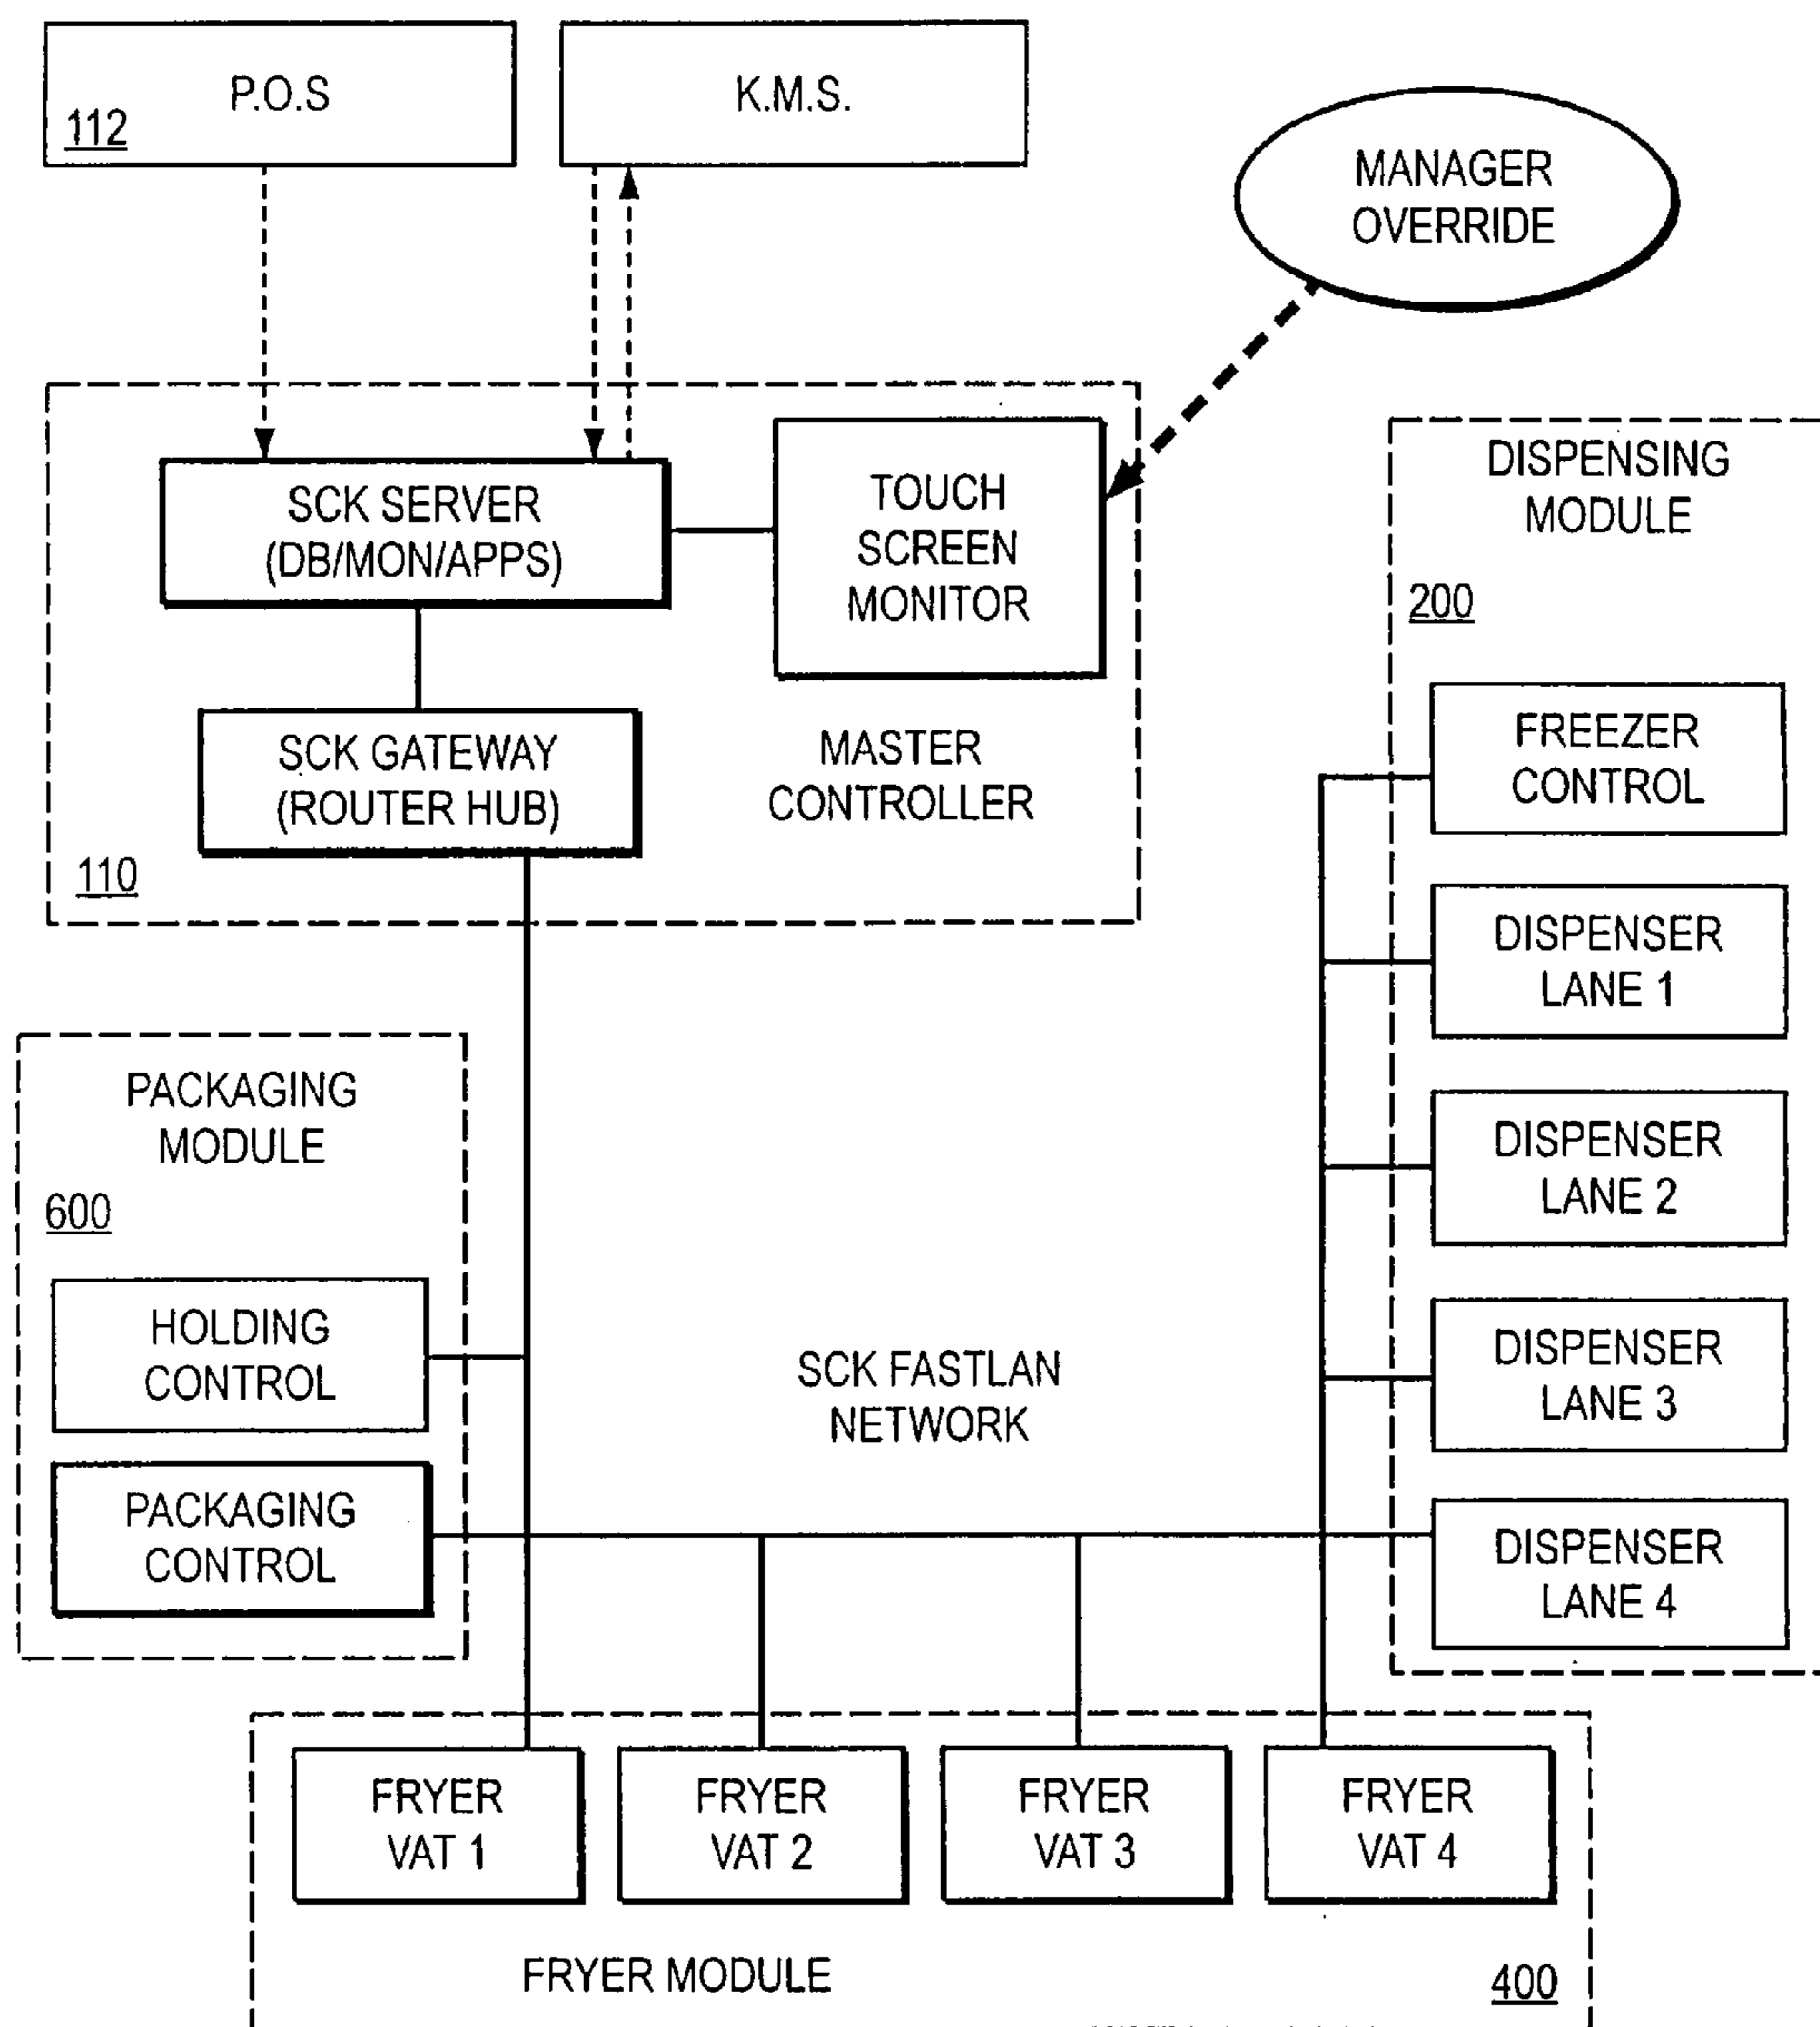 P.O.S
112
K.M.S.
MANAGER
OVERRIDE
SCK SERVER
(DB/MON/APPS)
TOUCH
SCREEN
MONITOR
SCK GATEWAY
(ROUTER HUB)
MASTER
CONTROLLER
110
DISPENSING
MODULE
200
FREEZER
CONTROL
DISPENSER
LANE 1
DISPENSER
LANE 2
DISPENSER
LANE 3
DISPENSER
LANE 4
PACKAGING
MODULE
600
HOLDING
CONTROL
PACKAGING
CONTROL
SCK FASTLAN
NETWORK
FRYER
VAT 1
FRYER
VAT 2
FRYER
VAT 3
FRYER
VAT 4
FRYER MODULE
400